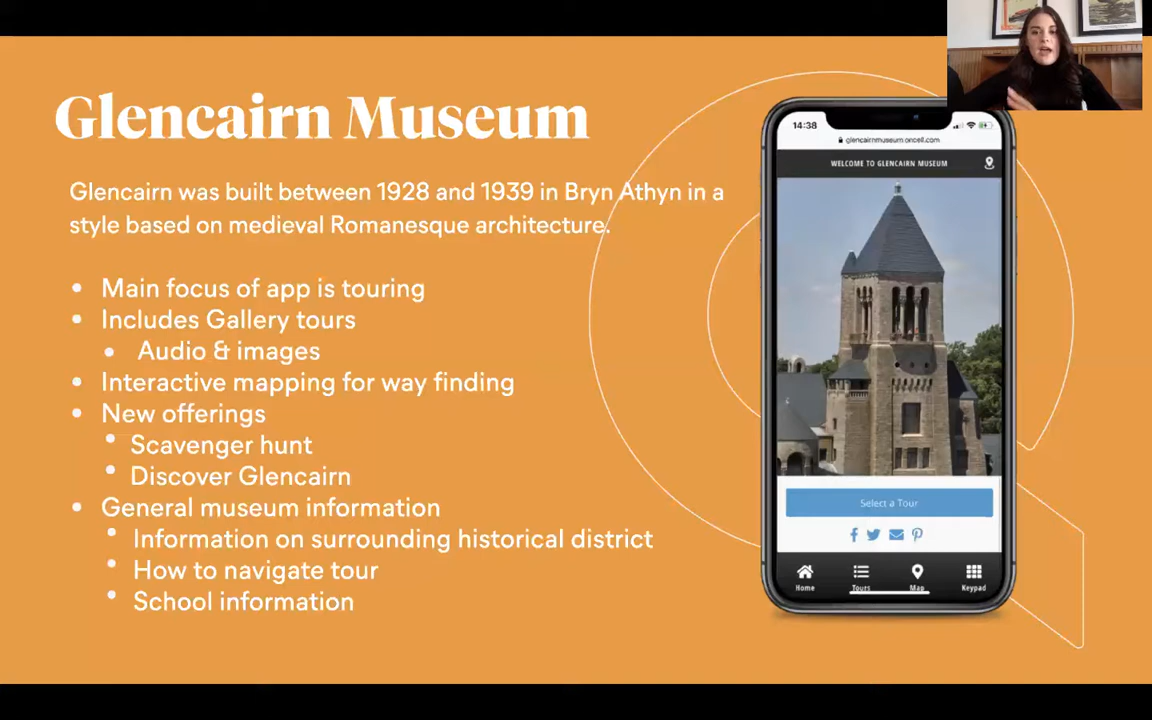 Glencairn Museum
Glencairn was built between 1928 and 1939 in Bryn Athyn in a
style based on medieval Romanesque architecture.
• Main focus of app is touring
• Includes Gallery tours
• Audio & images
• Interactive mapping for way finding
• New offerings
• Scavenger hunt
• Discover Glencairn
• General museum information
• Information on surrounding historical district
• How to navigate tour
• School information
14:38
glencairnmuseum.oncell.com
WELCOME TO GLENCAIRN MUSEUM
Select a Tour
Home Tours Map Keypad